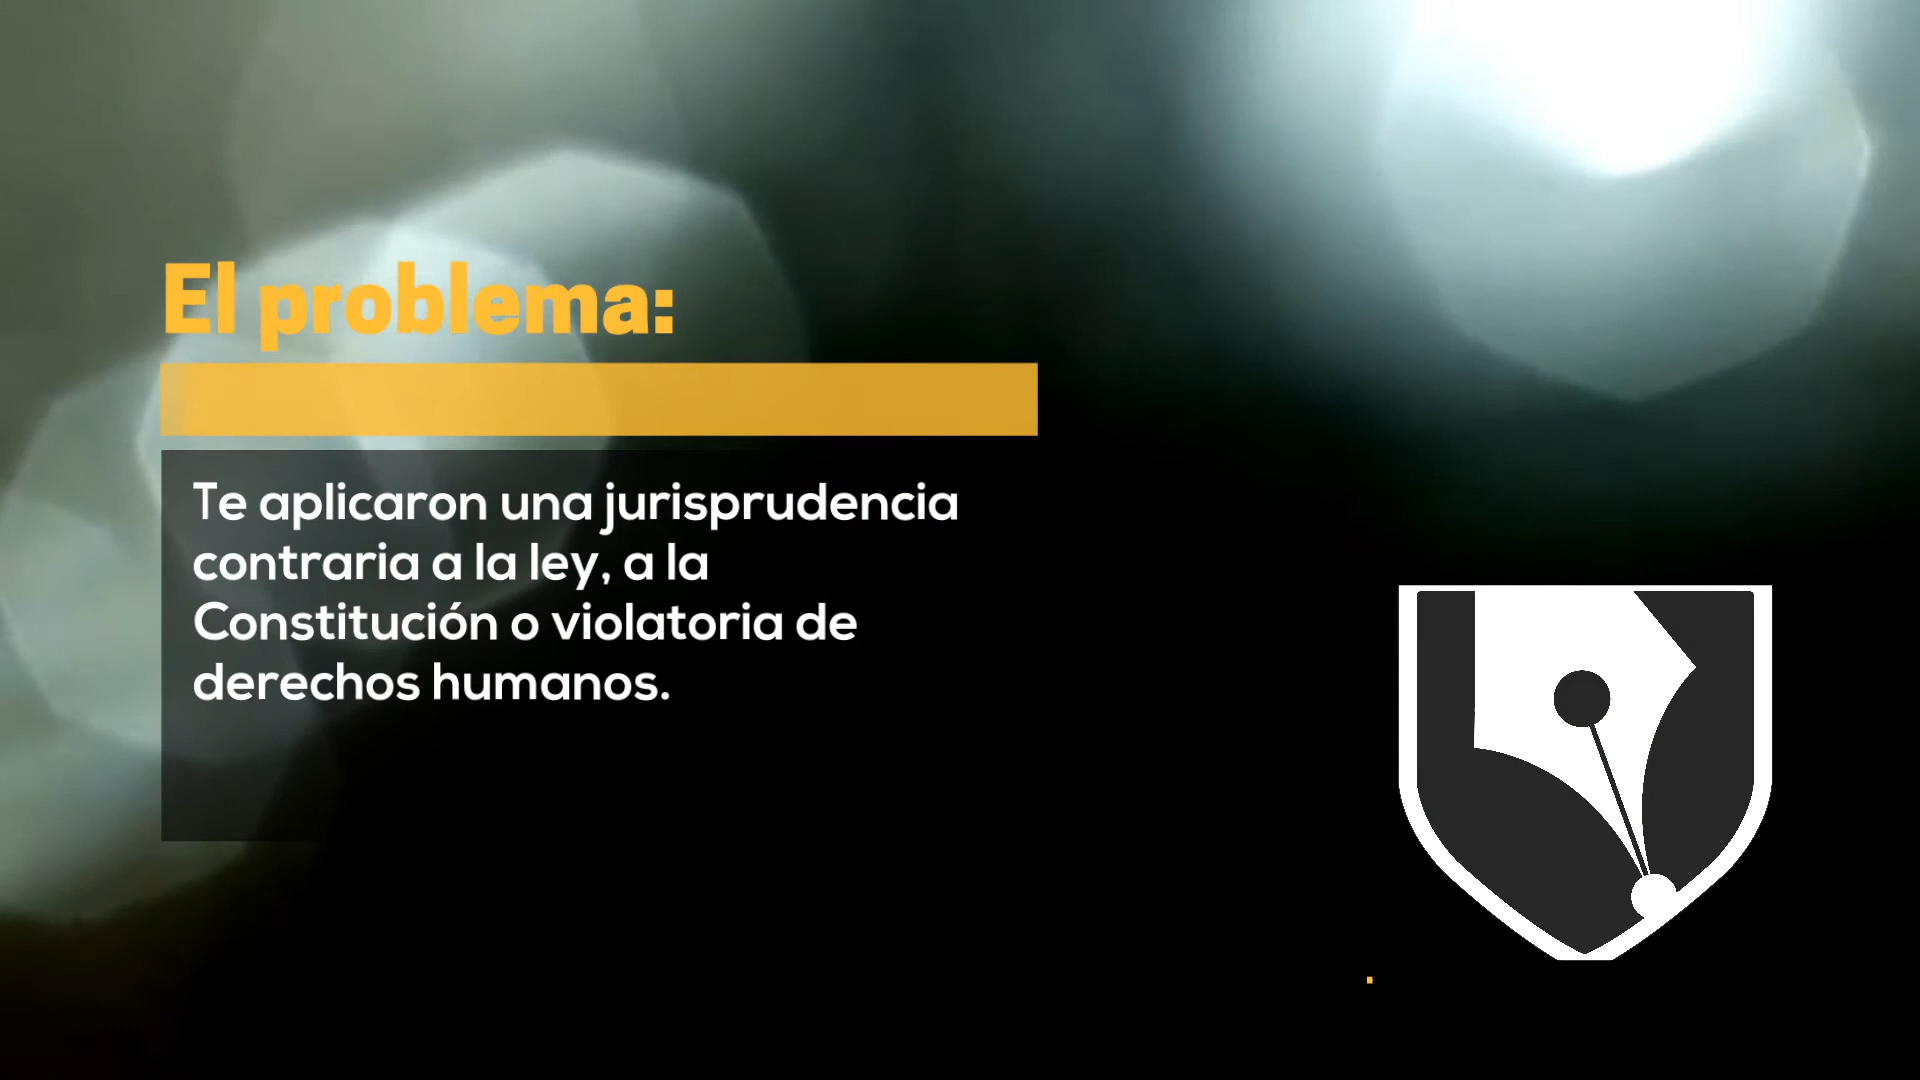 El problema:
Te aplicaron una jurisprudencia
contraria a la ley, a la
Constitución o violatoria de
derechos humanos.